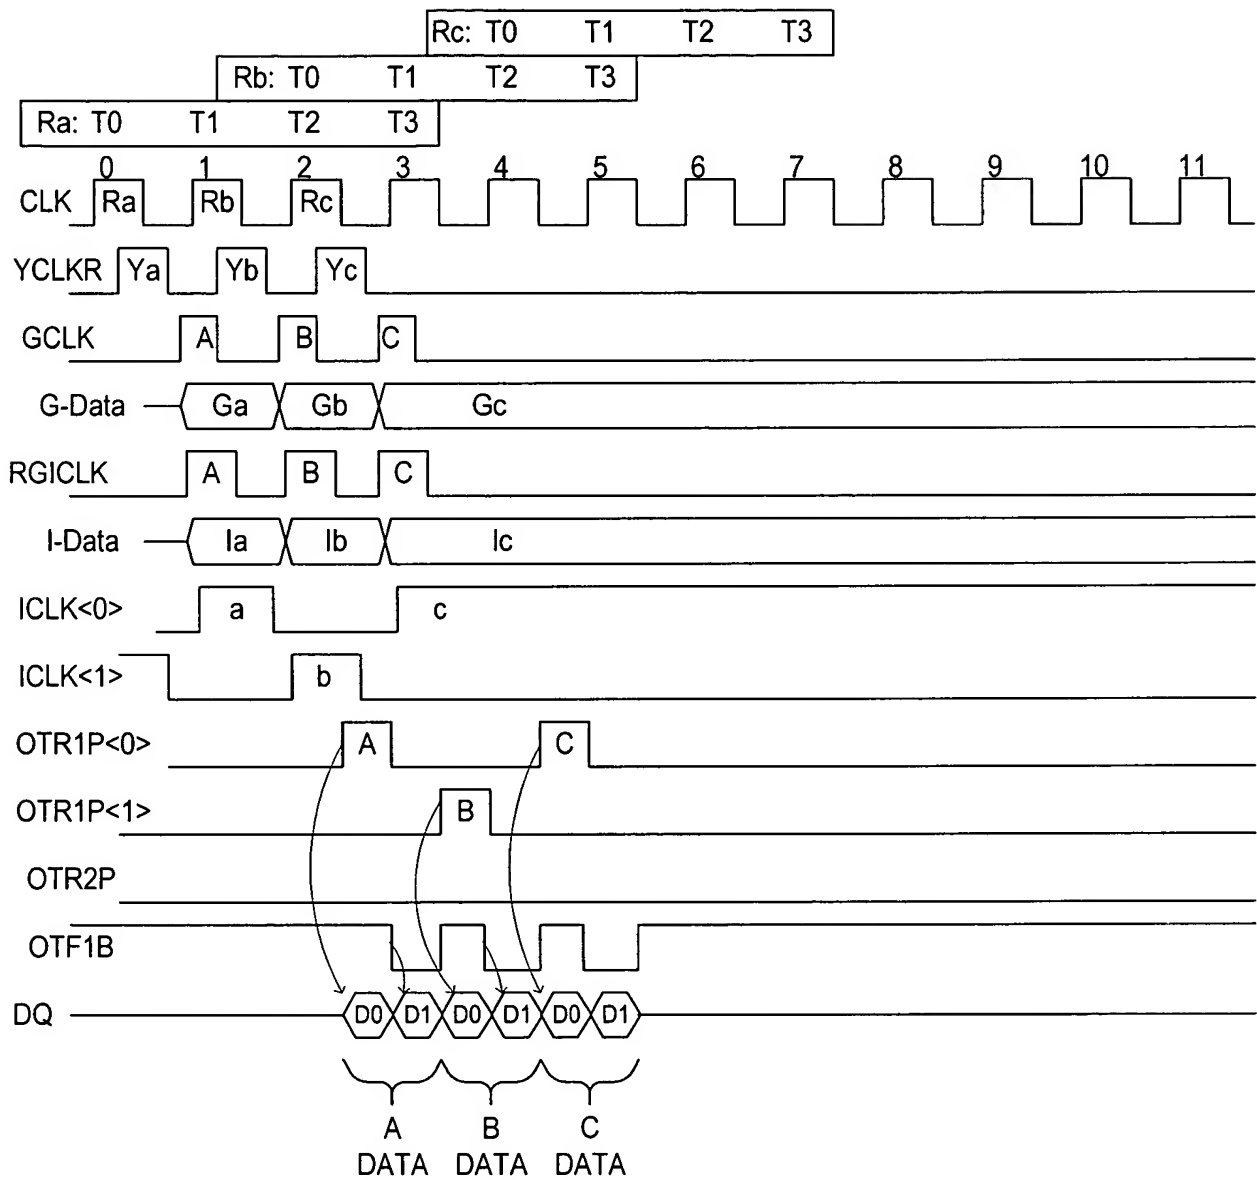 Rc: T0 T1 T2 T3
Rb: T0 T1 T2 T3
Ra: T0 T1 T2 T3
0 1 2 3 4 5 6 7 8 9 10 11
CLK Ra Rb Rc
YCLKR Ya Yb Yc
GCLK A B C
G-Data Ga Gb Gc
RGICLK A B C
I-Data Ia Ib Ic
ICLK<0> a c
ICLK<1> b
OTR1P<0> A C
OTR1P<1> B
OTR2P
OTF1B
DQ D0 D1 D0 D1 D0 D1
A B C
DATA DATA DATA